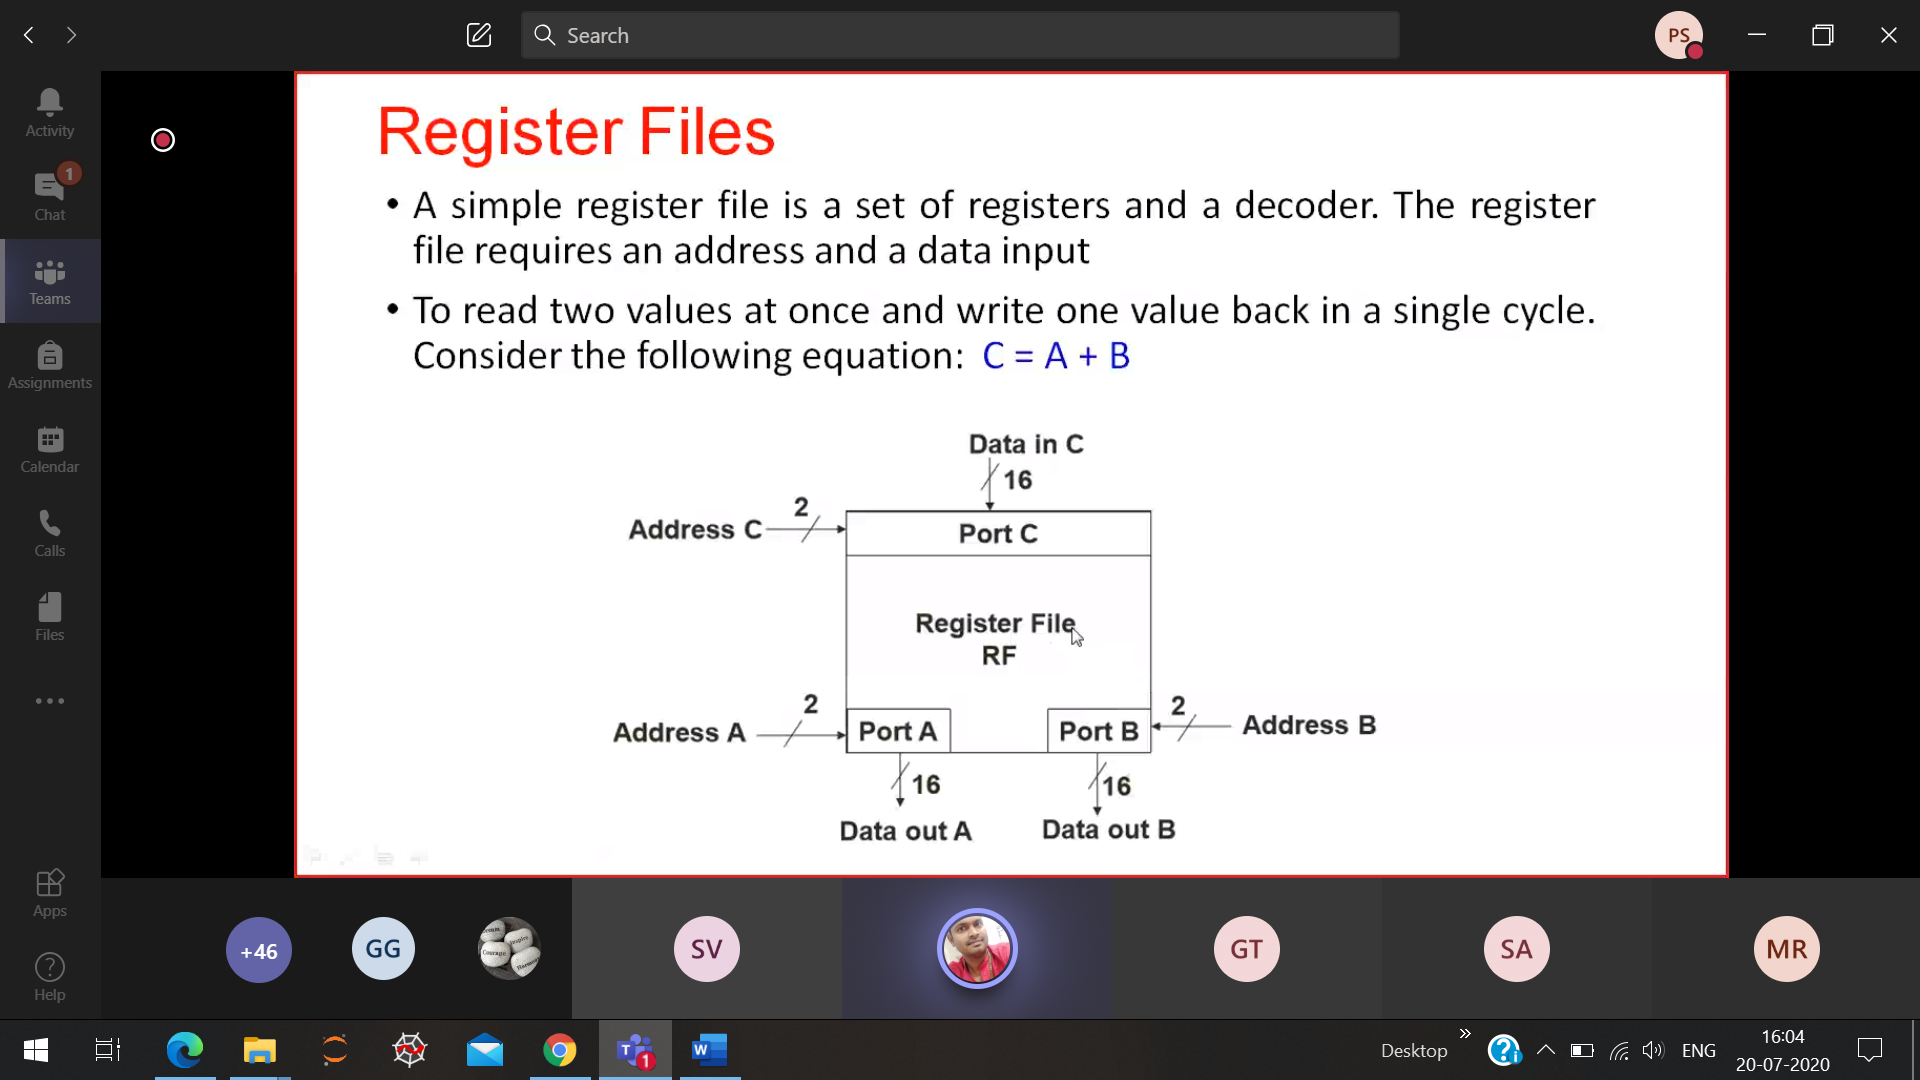 Search
PS
Activity
1
Chat
Teams
Assignments
Calendar
Calls
Files
Apps
Help
Register Files
• A simple register file is a set of registers and a decoder. The register
file requires an address and a data input
• To read two values at once and write one value back in a single cycle.
Consider the following equation: C = A + B
Data in C
16
2
Address C
Port C
Register File
RF
2
Address A
Port A
Port B
2
Address B
16
16
Data out A
Data out B
+46
GG
Courage
Inspire
SV
GT
SA
MR
T
1
W
Desktop
ENG
16:04
20-07-2020